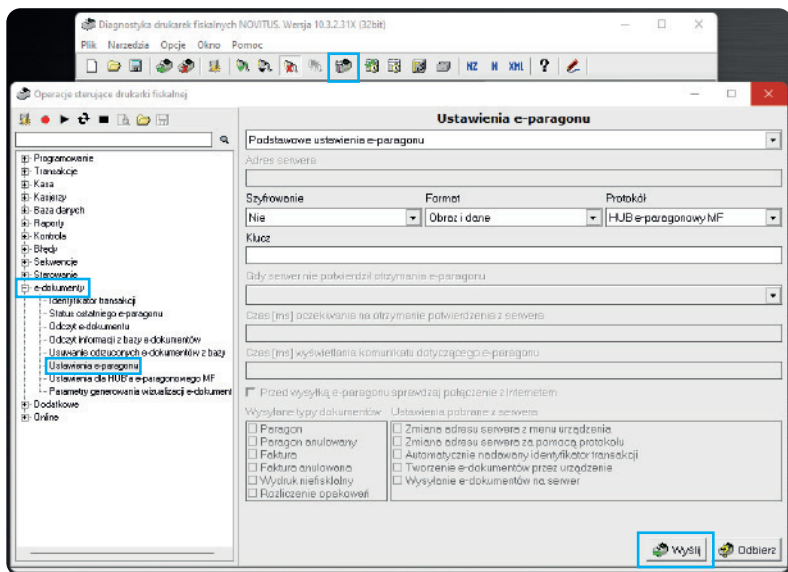 Diagnostyka drukarek fiskalnych NOVITUS. Wersja 10.3.2.31X (32bit)
Plik Narzędzia Opcje Okno Pomoc
NZ N XML ?
Operacje sterujące drukarki fiskalnej
Ustawienia e-paragonu
Podstawowe ustawienia e-paragonu
Adres serwera
Szyfrowanie Format Protokół
Nie Obraz i dane HUB e-paragonowy MF
Klucz
Gdy serwer nie potwierdził otrzymania e-paragonu
Czas [ms] oczekiwania na otrzymanie potwierdzenia z serwera
Czas [ms] wyświetlania komunikatu dotyczącego e-paragonu
Przed wysyłką e-paragonu sprawdzaj połączenie z Internetem
Wysyłane typy dokumentów
Paragon
Paragon anulowany
Faktura
Faktura anulowana
Wydruk niefiskalny
Rozliczenie opakowań
Ustawienia pobrane z serwera
Zmiana adresu serwera z menu urządzenia
Zmiana adresu serwera za pomocą protokołu
Automatycznie nadawany identyfikator transakcji
Tworzenie e-dokumentów przez urządzenie
Wysyłanie e-dokumentów na serwer
Programowanie
Transakcje
Kasa
Kasjerzy
Baza danych
Raporty
Kontrola
Błędy
Sekwencje
Sterowanie
e-dokumenty
Identyfikator transakcji
Status ostatniego e-paragonu
Odczyt e-dokumentu
Odczyt informacji z bazy e-dokumentów
Usuwanie odrzuconych e-dokumentów z bazy
Ustawienia e-paragonu
Ustawienia dla HUB'a e-paragonowego MF
Parametry generowania wizualizacji e-dokument
Dodatkowe
Online
Wyślij Odbierz